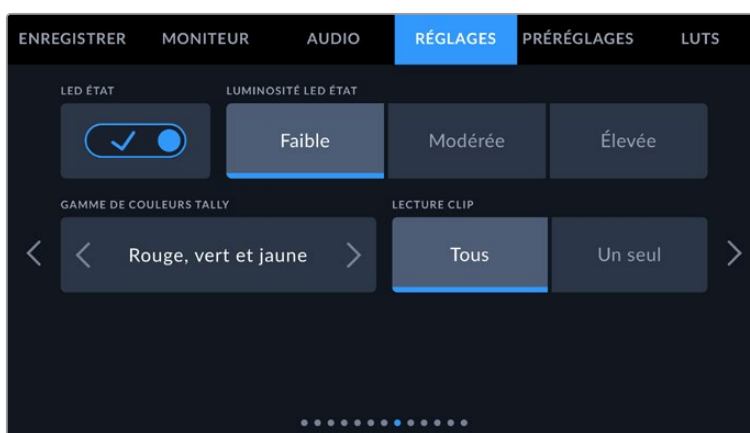 ENREGISTRER MONITEUR AUDIO RÉGLAGES PRÉRÉGLAGES LUTS
LED ÉTAT LUMINOSITÉ LED ÉTAT
Faible Modérée Élevée
GAMME DE COULEURS TALLY LECTURE CLIP
Rouge, vert et jaune Tous Un seul